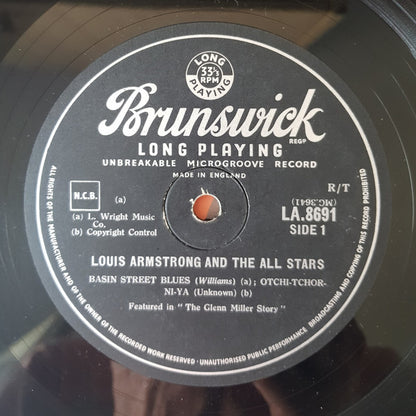 LONG
33⅓
RPM
PLAYING
Brunswick
REGD
LONG PLAYING
UNBREAKABLE MICROGROOVE RECORD
MADE IN ENGLAND
R/T
N.C.B. (a)
(MG.3641)
(a) L. Wright Music
Co.
LA.8691
(b) Copyright Control
SIDE 1
LOUIS ARMSTRONG AND THE ALL STARS
BASIN STREET BLUES (Williams) (a); OTCHI-TCHOR-
NI-YA (Unknown) (b)
Featured in "The Glenn Miller Story"
ALL RIGHTS OF THE MANUFACTURER AND OF THE OWNER OF THE RECORDED WORK RESERVED · UNAUTHORISED PUBLIC PERFORMANCE BROADCASTING AND COPYING OF THIS RECORD PROHIBITED